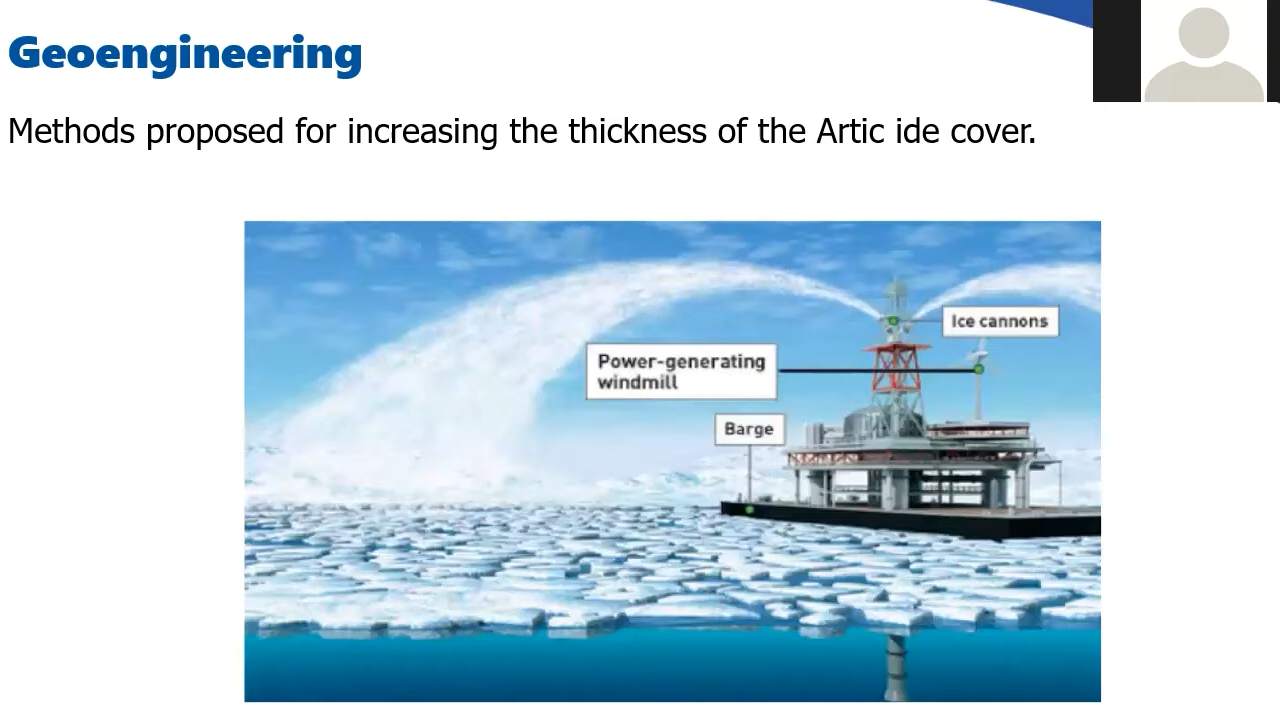 Geoengineering
Methods proposed for increasing the thickness of the Artic ide cover.
Ice cannons
Power-generating
windmill
Barge